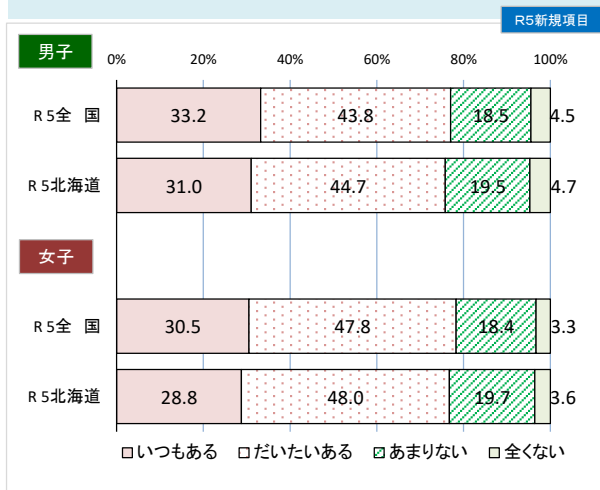 R5新規項目
男子
0% 20% 40% 60% 80% 100%
R5全 国 33.2 43.8 18.5 4.5
R5北海道 31.0 44.7 19.5 4.7
女子
R5全 国 30.5 47.8 18.4 3.3
R5北海道 28.8 48.0 19.7 3.6
いつもある だいたいある あまりない 全くない